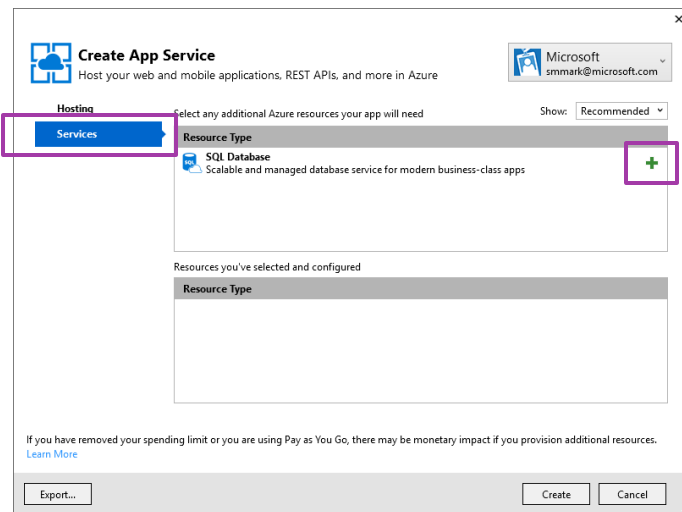 Create App Service
Host your web and mobile applications, REST APIs, and more in Azure
Microsoft
smmark@microsoft.com
Hosting
Services
Select any additional Azure resources your app will need
Show: Recommended
Resource Type
SQL
SQL Database
Scalable and managed database service for modern business-class apps
Resources you've selected and configured
Resource Type
If you have removed your spending limit or you are using Pay as You Go, there may be monetary impact if you provision additional resources.
Learn More
Export...
Create
Cancel